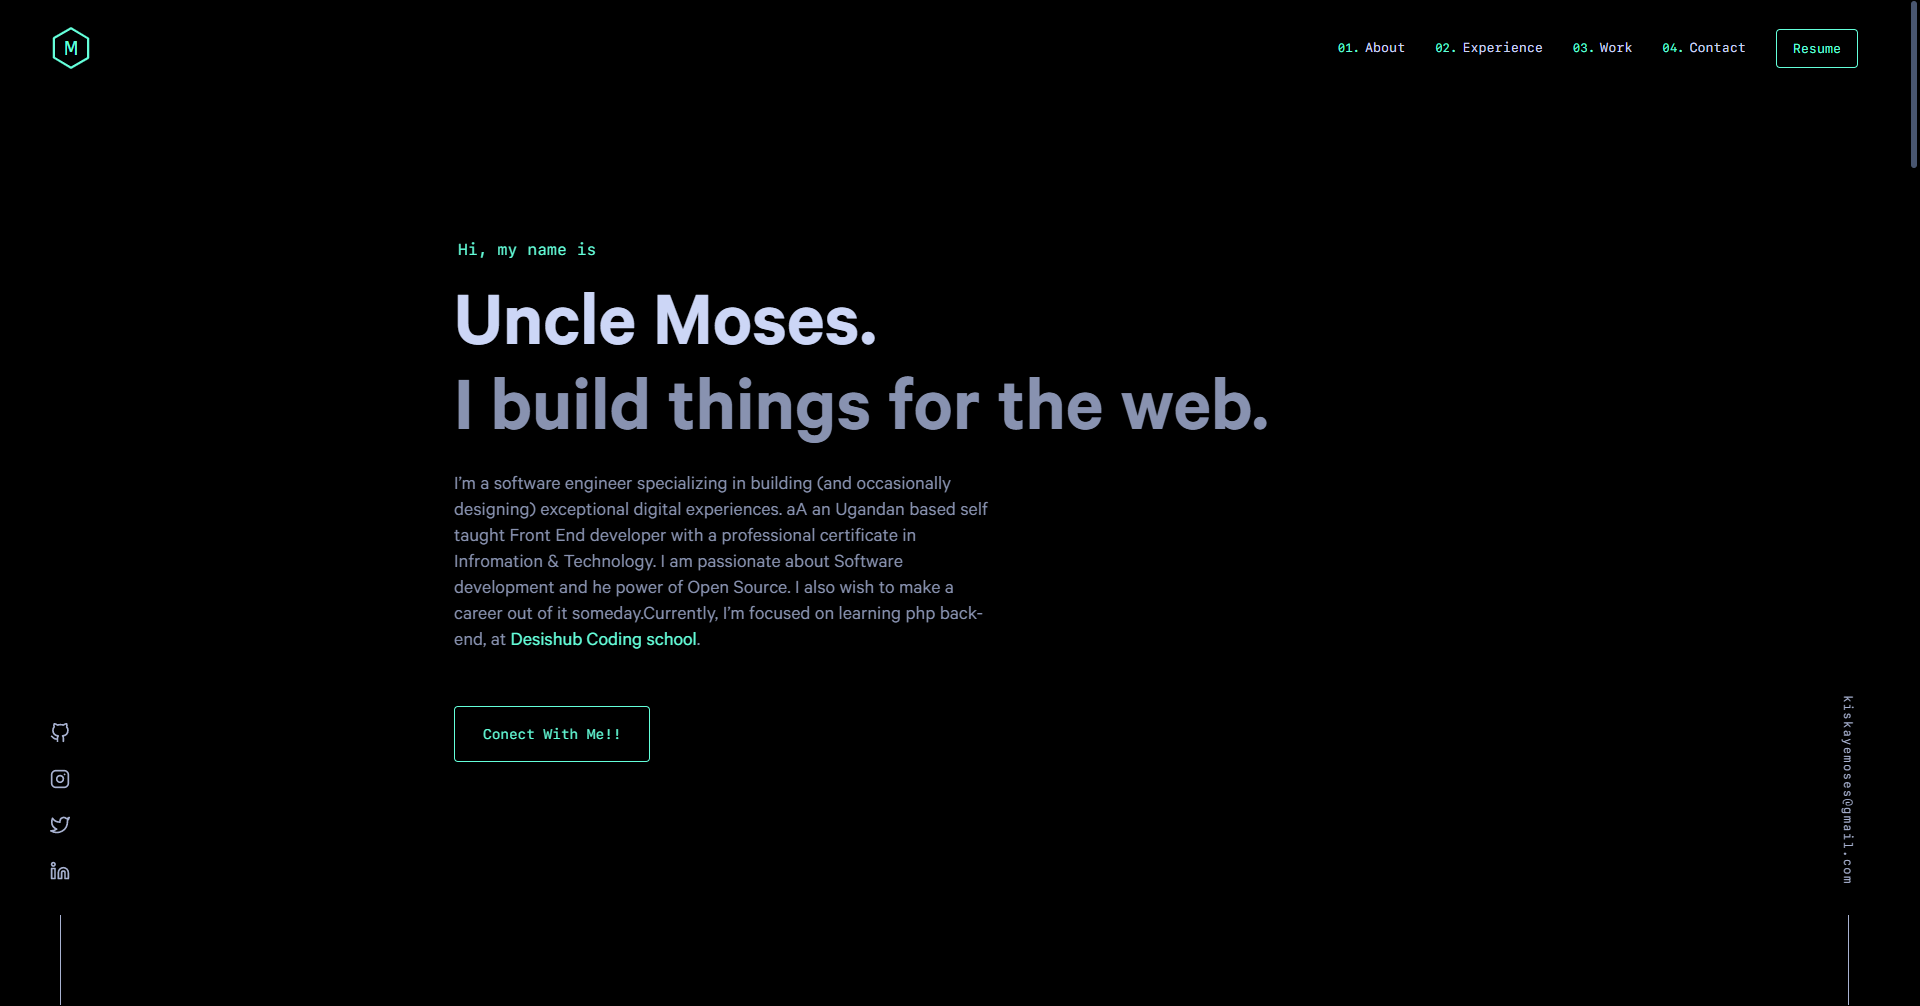 M
01. About 02. Experience 03. Work 04. Contact Resume
Hi, my name is
Uncle Moses.
I build things for the web.
I'm a software engineer specializing in building (and occasionally
designing) exceptional digital experiences. aA an Ugandan based self
taught Front End developer with a professional certificate in
Infromation & Technology. I am passionate about Software
development and he power of Open Source. I also wish to make a
career out of it someday.Currently, I'm focused on learning php back-
end, at Desishub Coding school.
Conect With Me!!
kiskayemoses@gmail.com